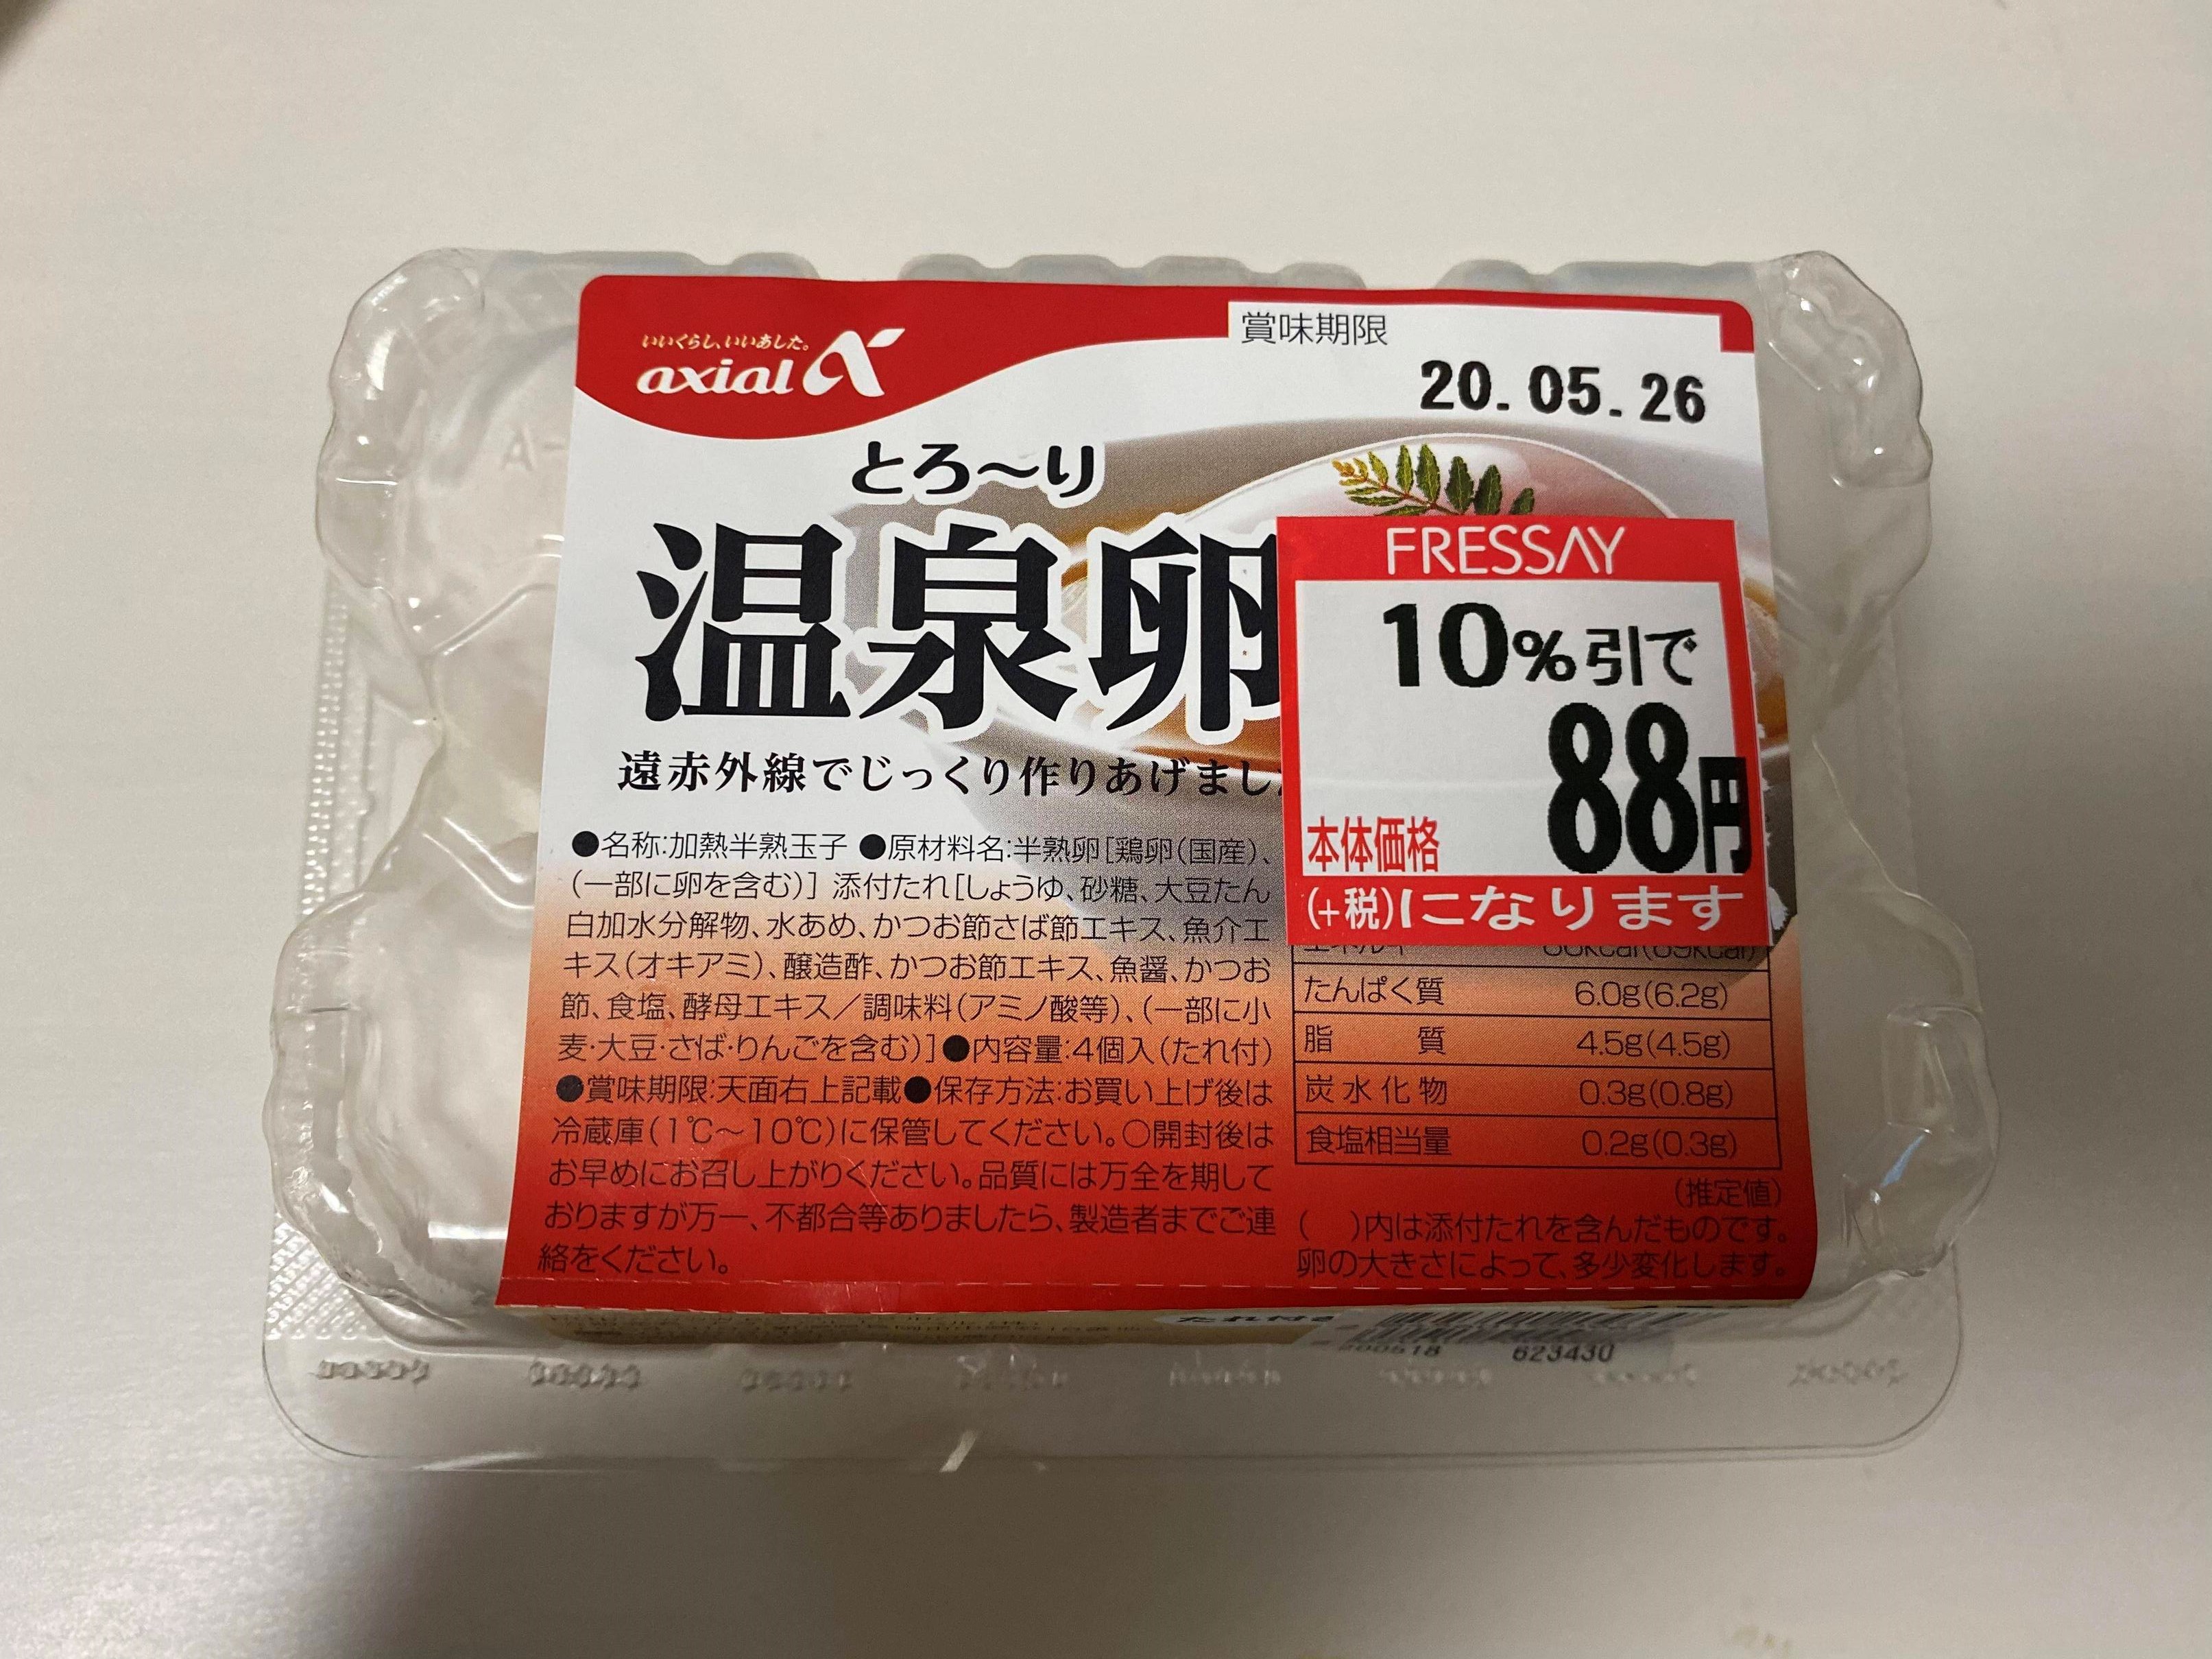 いいくらし、いいあした。
axial
賞味期限
20.05.26
とろ〜り
温泉卵
遠赤外線でじっくり作りあげまし
FRESSAY
10%引で
88円
本体価格
(+税)になります
●名称:加熱半熟玉子 ●原材料名:半熟卵[鶏卵(国産)、
(一部に卵を含む)] 添付たれ[しょうゆ、砂糖、大豆たん
白加水分解物、水あめ、かつお節さば節エキス、魚介エ
キス(オキアミ)、醸造酢、かつお節エキス、魚醤、かつお
節、食塩、酵母エキス/調味料(アミノ酸等)、(一部に小
麦・大豆・さば・りんごを含む)]●内容量:4個入(たれ付)
●賞味期限:天面右上記載●保存方法:お買い上げ後は
冷蔵庫(1℃〜10℃)に保管してください。○開封後は
お早めにお召し上がりください。品質には万全を期して
おりますが万一、不都合等ありましたら、製造者までご連
絡をください。
エネルギー
たんぱく質 6.0g(6.2g)
脂質 4.5g(4.5g)
炭水化物 0.3g(0.8g)
食塩相当量 0.2g(0.3g)
(推定値)
( )内は添付たれを含んだものです。
卵の大きさによって、多少変化します。
たれ付き
200518 623430